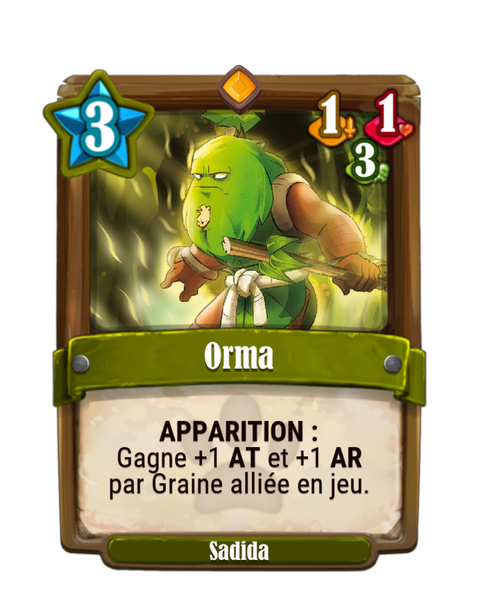 3
1 1
3
Orma
APPARITION :
Gagne +1 AT et +1 AR
par Graine alliée en jeu.
Sadida